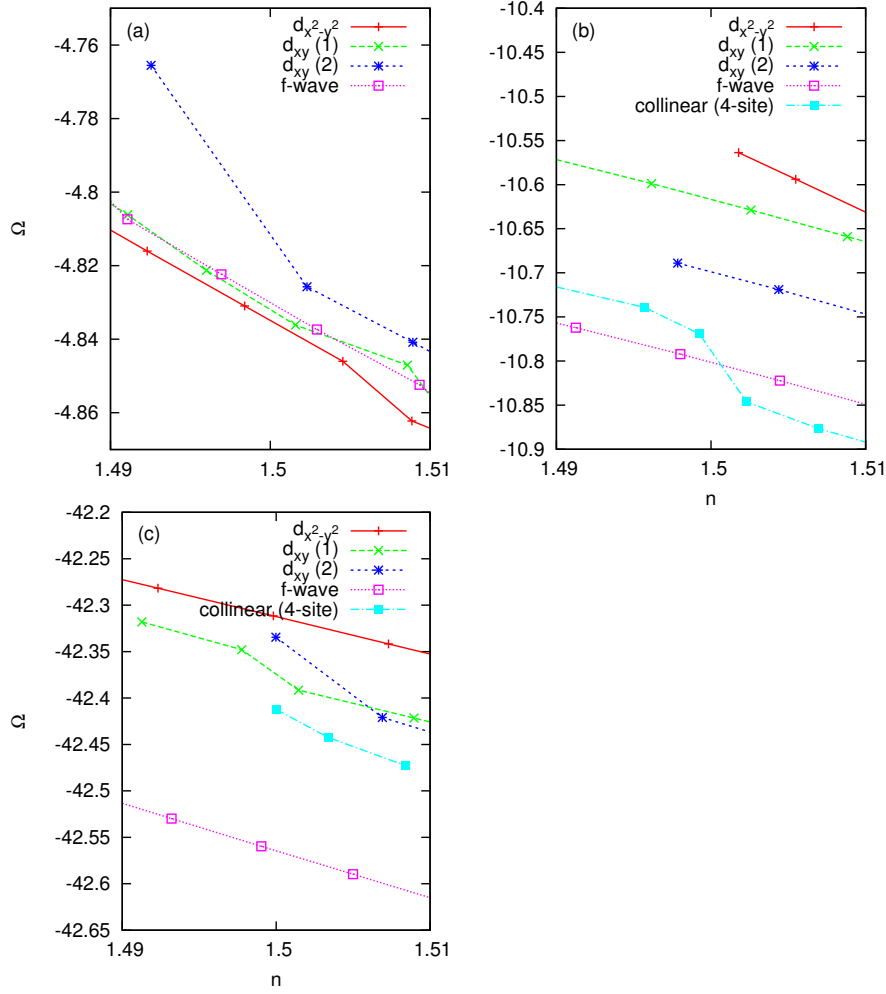 (a)
d_{x²-y²}
d_{xy} (1)
d_{xy} (2)
f-wave
-4.76
-4.78
-4.8
-4.82
-4.84
-4.86
Ω
1.49
1.5
1.51
(b)
d_{x²-y²}
d_{xy} (1)
d_{xy} (2)
f-wave
collinear (4-site)
-10.4
-10.45
-10.5
-10.55
-10.6
-10.65
-10.7
-10.75
-10.8
-10.85
-10.9
1.49
1.5
1.51
n
(c)
d_{x²-y²}
d_{xy} (1)
d_{xy} (2)
f-wave
collinear (4-site)
-42.2
-42.25
-42.3
-42.35
-42.4
-42.45
-42.5
-42.55
-42.6
-42.65
Ω
1.49
1.5
1.51
n